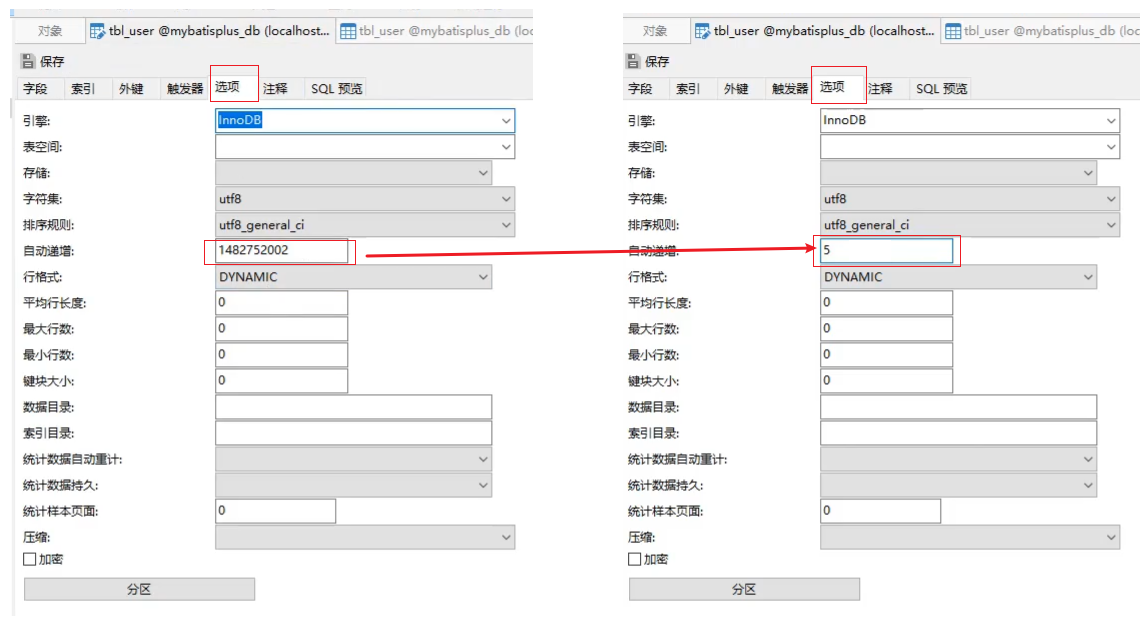 对象
tbl_user @mybatisplus_db (localhost...
tbl_user @mybatisplus_db (loc
保存
字段 索引 外键 触发器 选项 注释 SQL 预览
引擎: InnoDB
表空间:
存储:
字符集: utf8
排序规则: utf8_general_ci
自动递增: 1482752002
行格式: DYNAMIC
平均行长度: 0
最大行数: 0
最小行数: 0
键块大小: 0
数据目录:
索引目录:
统计数据自动重计:
统计数据持久:
统计样本页面: 0
压缩:
加密
分区
对象
tbl_user @mybatisplus_db (localhost...
tbl_user @mybatisplus_db (loc
保存
字段 索引 外键 触发器 选项 注释 SQL 预览
引擎: InnoDB
表空间:
存储:
字符集: utf8
排序规则: utf8_general_ci
自动递增: 5
行格式: DYNAMIC
平均行长度: 0
最大行数: 0
最小行数: 0
键块大小: 0
数据目录:
索引目录:
统计数据自动重计:
统计数据持久:
统计样本页面: 0
压缩:
加密
分区